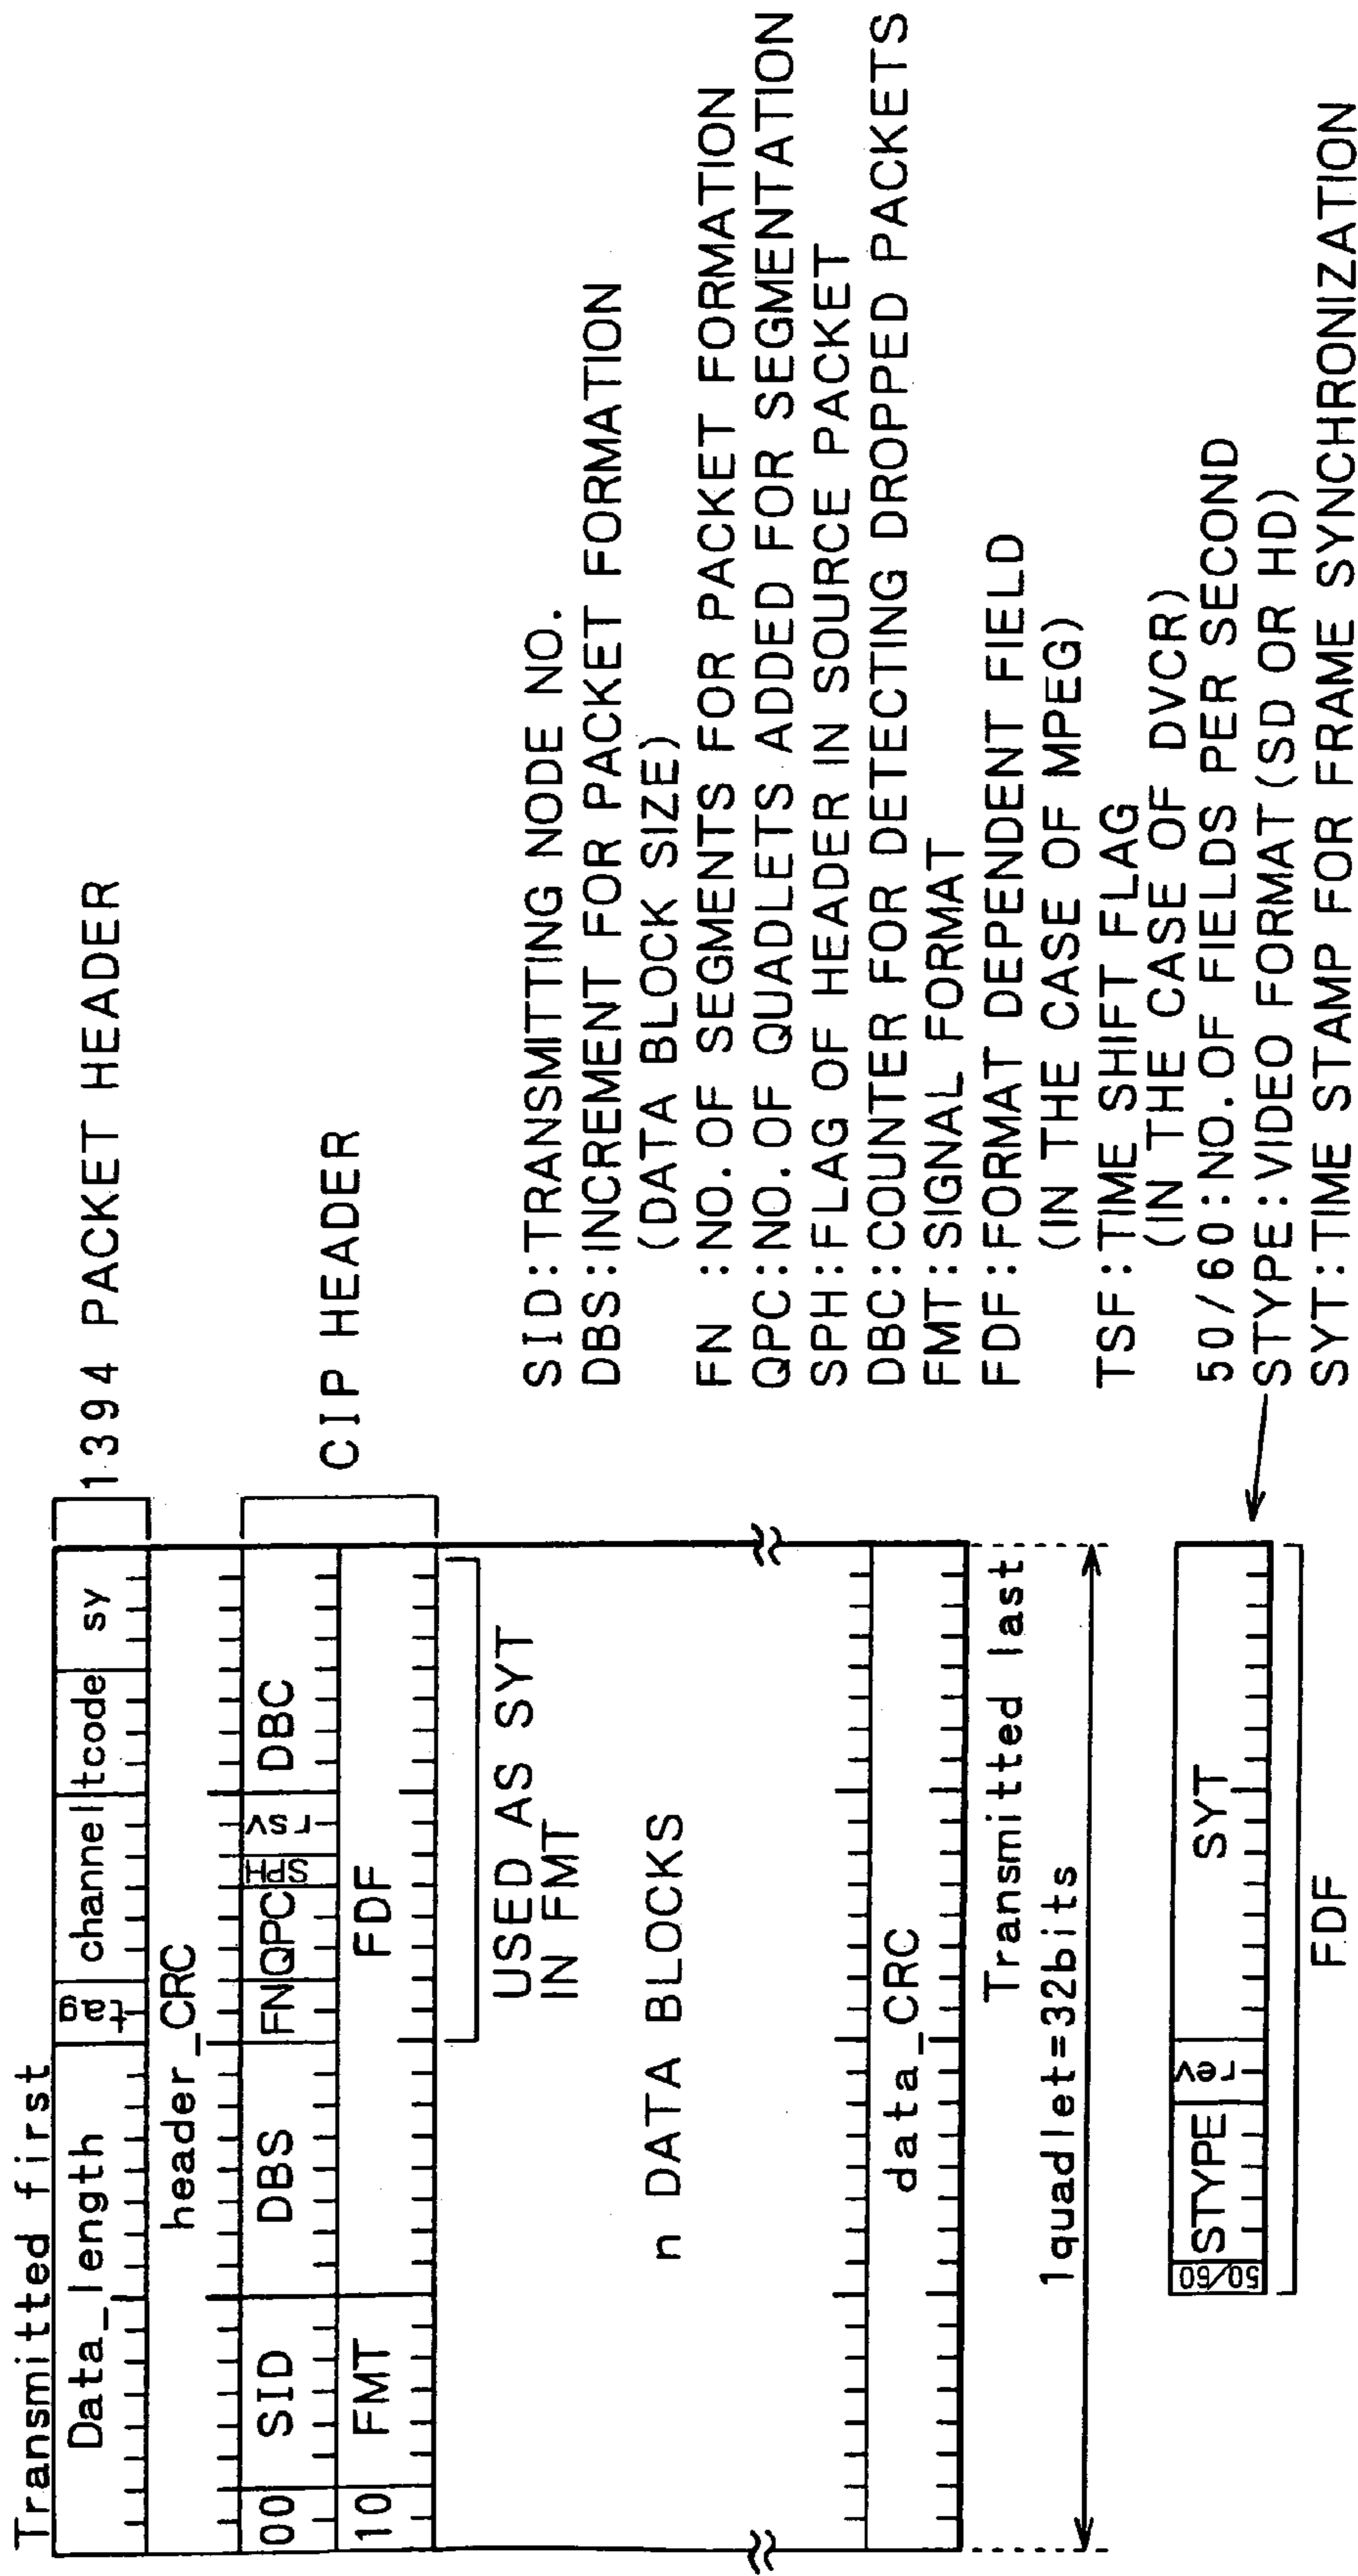 Transmitted first
Data_length tag channel tcode sy
1394 PACKET HEADER
header_CRC
00 SID DBS FN QPC SPH rsv DBC
CIP HEADER
10 FMT FDF
USED AS SYT
IN FMT
n DATA BLOCKS
data_CRC
Transmitted last
1quadlet=32bits
50/60 STYPE rev SYT
FDF
SID:TRANSMITTING NODE NO.
DBS:INCREMENT FOR PACKET FORMATION
(DATA BLOCK SIZE)
FN :NO.OF SEGMENTS FOR PACKET FORMATION
QPC:NO.OF QUADLETS ADDED FOR SEGMENTATION
SPH:FLAG OF HEADER IN SOURCE PACKET
DBC:COUNTER FOR DETECTING DROPPED PACKETS
FMT:SIGNAL FORMAT
FDF:FORMAT DEPENDENT FIELD
(IN THE CASE OF MPEG)
TSF:TIME SHIFT FLAG
(IN THE CASE OF DVCR)
50/60:NO.OF FIELDS PER SECOND
STYPE:VIDEO FORMAT(SD OR HD)
SYT:TIME STAMP FOR FRAME SYNCHRONIZATION